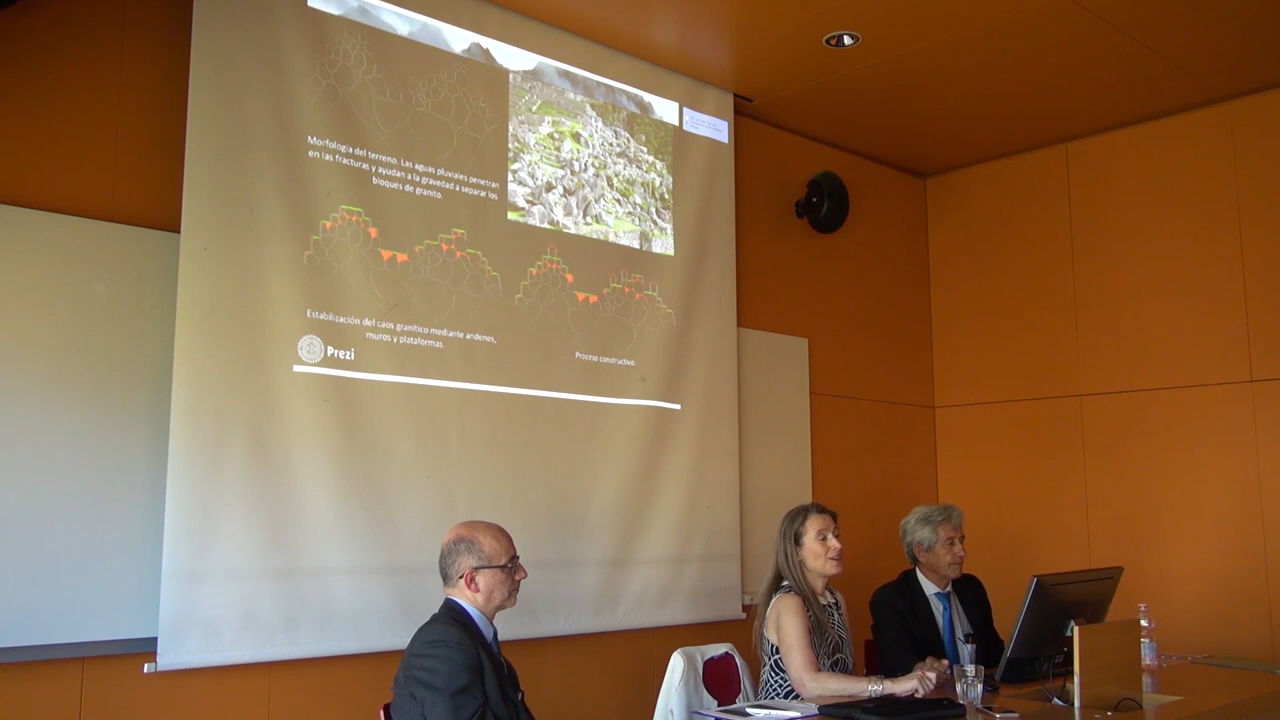 Morfología del terreno. Las aguas pluviales penetran
en las fracturas y ayudan a la gravedad a separar los
bloques de granito.
Estabilización del caos granítico mediante andenes,
muros y plataformas.
Proceso constructivo.
Prezi